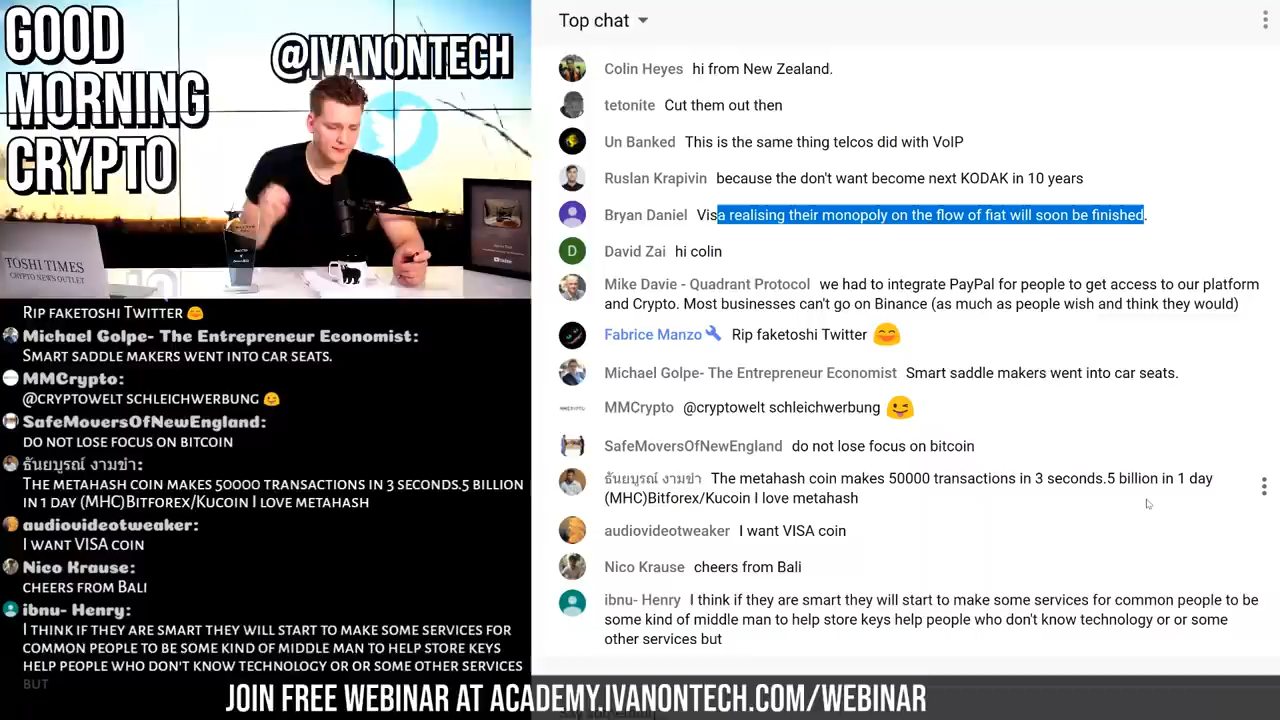 GOOD
MORNING
CRYPTO
@IVANONTECH
TOSHI TIMES
CRYPTO NEWS OUTLET
Rip faketoshi Twitter 😊
Michael Golpe- The Entrepreneur Economist:
Smart saddle makers went into car seats.
MMCrypto:
@cryptowelt schleichwerbung 😜
SafeMoversOfNewEngland:
do not lose focus on bitcoin
ธันยบูรณ์ งามขำ:
The metahash coin makes 50000 transactions in 3 seconds.5 billion
in 1 day (MHC)Bitforex/Kucoin I love metahash
audiovideotweaker:
I want VISA coin
Nico Krause:
cheers from Bali
ibnu- Henry:
I think if they are smart they will start to make some services for
common people to be some kind of middle man to help store keys
help people who don't know technology or or some other services
but
Top chat
Colin Heyes hi from New Zealand.
tetonite Cut them out then
Un Banked This is the same thing telcos did with VoIP
Ruslan Krapivin because the don't want become next KODAK in 10 years
Bryan Daniel Visa realising their monopoly on the flow of fiat will soon be finished.
D David Zai hi colin
Mike Davie - Quadrant Protocol we had to integrate PayPal for people to get access to our platform
and Crypto. Most businesses can't go on Binance (as much as people wish and think they would)
Fabrice Manzo Rip faketoshi Twitter 😊
Michael Golpe- The Entrepreneur Economist Smart saddle makers went into car seats.
MMCrypto @cryptowelt schleichwerbung 😜
SafeMoversOfNewEngland do not lose focus on bitcoin
ธันยบูรณ์ งามขำ The metahash coin makes 50000 transactions in 3 seconds.5 billion in 1 day
(MHC)Bitforex/Kucoin I love metahash
audiovideotweaker I want VISA coin
Nico Krause cheers from Bali
ibnu- Henry I think if they are smart they will start to make some services for common people to be
some kind of middle man to help store keys help people who don't know technology or or some
other services but
JOIN FREE WEBINAR AT ACADEMY.IVANONTECH.COM/WEBINAR